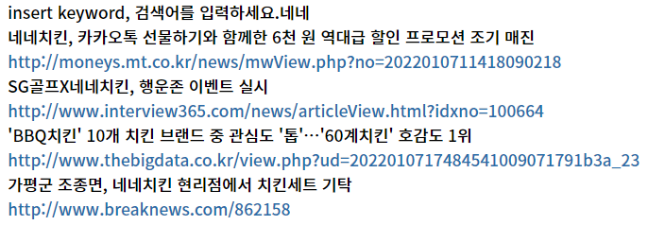 insert keyword, 검색어를 입력하세요.네네
네네치킨, 카카오톡 선물하기와 함께한 6천 원 역대급 할인 프로모션 조기 매진
http://moneys.mt.co.kr/news/mwView.php?no=2022010711418090218
SG골프X네네치킨, 행운존 이벤트 실시
http://www.interview365.com/news/articleView.html?idxno=100664
'BBQ치킨' 10개 치킨 브랜드 중 관심도 '톱'…'60계치킨' 호감도 1위
http://www.thebigdata.co.kr/view.php?ud=2022010717484541009071791b3a_23
가평군 조종면, 네네치킨 현리점에서 치킨세트 기탁
http://www.breaknews.com/862158